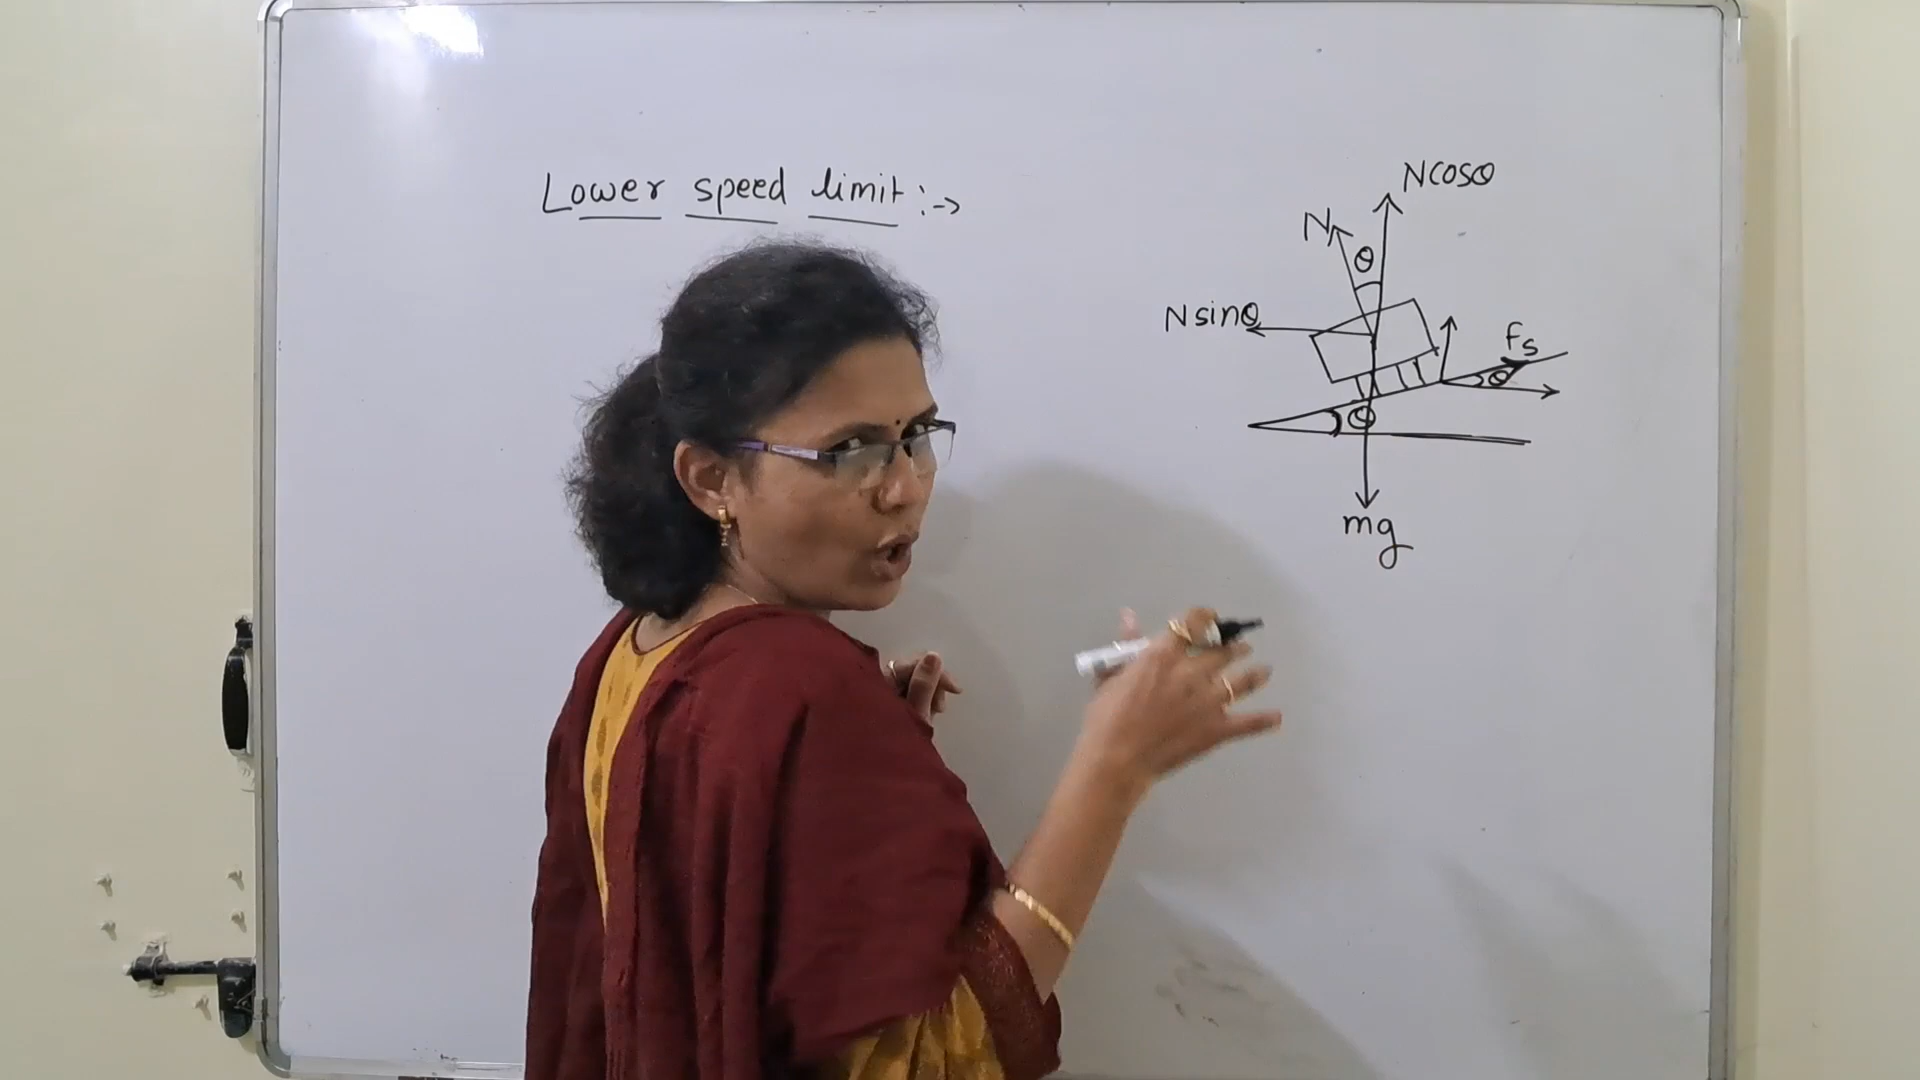 Lower speed limit :->
Ncosθ
N
θ
Nsinθ
fs
θ
θ
mg